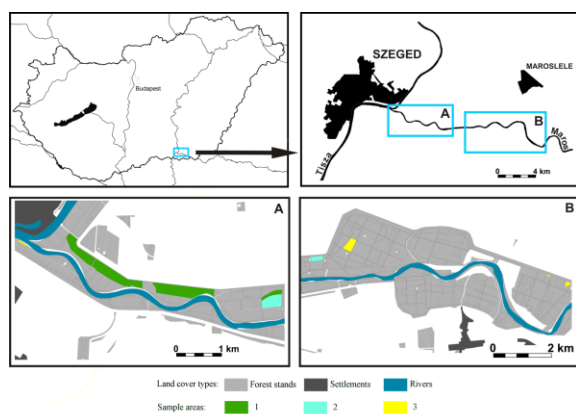 Budapest
SZEGED
MAROSLELE
A
B
Tisza
Maros
0 4 km
A
0 1 km
B
0 2 km
Land cover types: Forest stands Settlements Rivers
Sample areas: 1 2 3